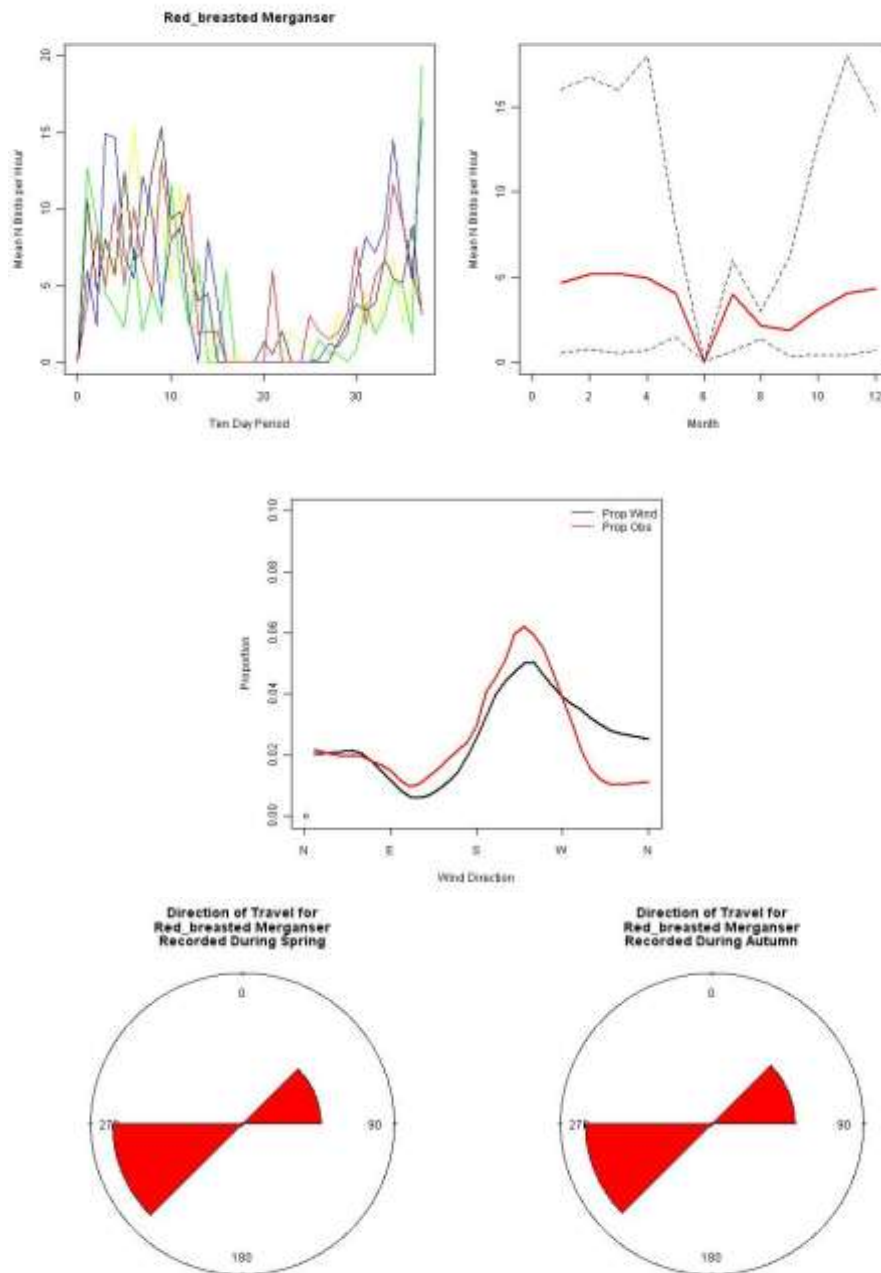 Red_breasted Merganser
Mean N Birds per Hour
0 5 10 15 20
0 10 20 30
Ten Day Period
Mean N Birds per Hour
0 5 10 15
0 2 4 6 8 10 12
Month
Prop Wind
Prop Obs
Proportion
0.00 0.02 0.04 0.06 0.08 0.10
N E S W N
Wind Direction
Direction of Travel for
Red_breasted Merganser
Recorded During Spring
0
270 90
180
Direction of Travel for
Red_breasted Merganser
Recorded During Autumn
0
270 90
180